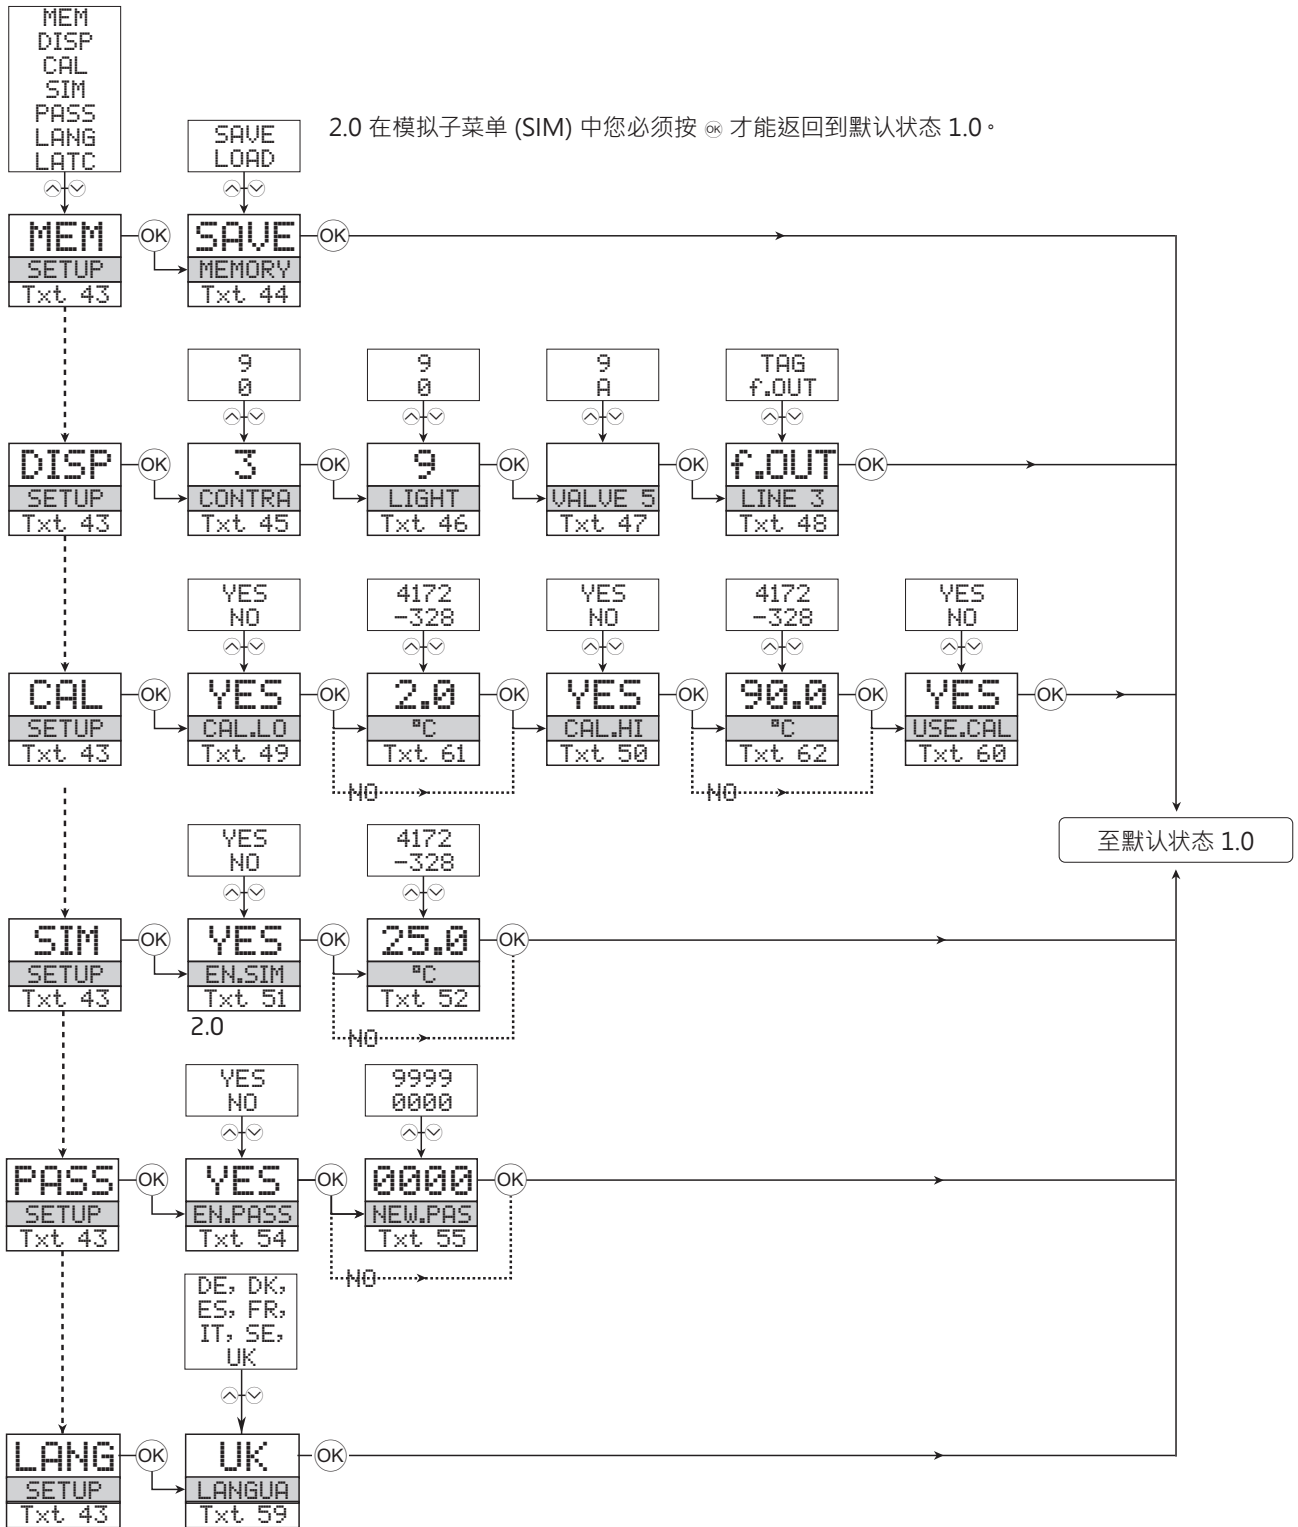 MEM
DISP
CAL
SIM
PASS
LANG
LATC
SAVE
LOAD
2.0 在模拟子菜单 (SIM) 中您必须按 OK 才能返回到默认状态 1.0。
MEM OK SAVE OK
SETUP MEMORY
Txt 43 Txt 44
9 9 9 TAG
0 0 A f.OUT
DISP OK 3 OK 9 OK OK f.OUT OK
SETUP CONTRA LIGHT VALVE 5 LINE 3
Txt 43 Txt 45 Txt 46 Txt 47 Txt 48
YES 4172 YES 4172 YES
NO -328 NO -328 NO
CAL OK YES OK 2.0 OK YES OK 90.0 OK YES OK
SETUP CAL.LO °C CAL.HI °C USE.CAL
Txt 43 Txt 49 Txt 61 Txt 50 Txt 62 Txt 60
NO NO
至默认状态 1.0
YES 4172
NO -328
SIM OK YES OK 25.0 OK
SETUP EN.SIM °C
Txt 43 Txt 51 Txt 52
2.0
NO
YES 9999
NO 0000
PASS OK YES OK 0000 OK
SETUP EN.PASS NEW.PAS
Txt 43 Txt 54 Txt 55
NO
DE, DK,
ES, FR,
IT, SE,
UK
LANG OK UK OK
SETUP LANGUA
Txt 43 Txt 59